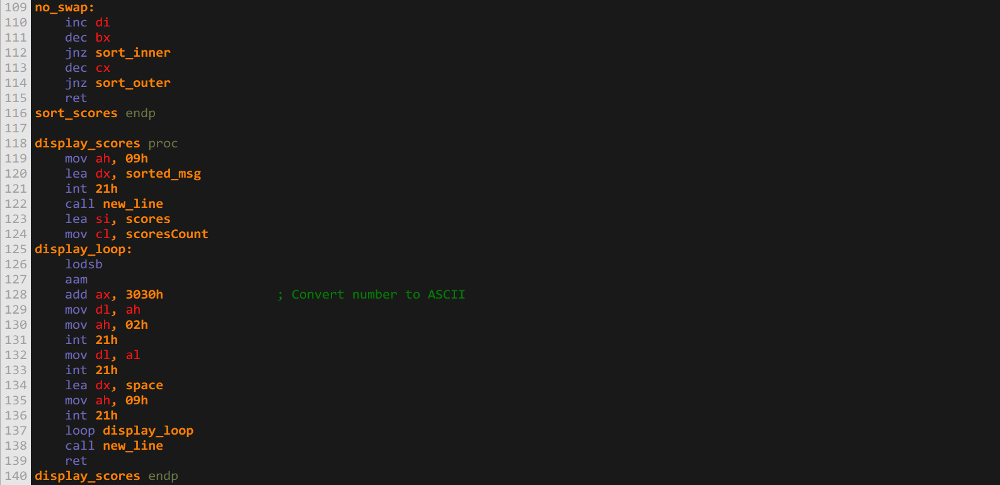 109 no_swap:
110     inc di
111     dec bx
112     jnz sort_inner
113     dec cx
114     jnz sort_outer
115     ret
116 sort_scores endp
117
118 display_scores proc
119     mov ah, 09h
120     lea dx, sorted_msg
121     int 21h
122     call new_line
123     lea si, scores
124     mov cl, scoresCount
125 display_loop:
126     lodsb
127     aam
128     add ax, 3030h               ; Convert number to ASCII
129     mov dl, ah
130     mov ah, 02h
131     int 21h
132     mov dl, al
133     int 21h
134     lea dx, space
135     mov ah, 09h
136     int 21h
137     loop display_loop
138     call new_line
139     ret
140 display_scores endp